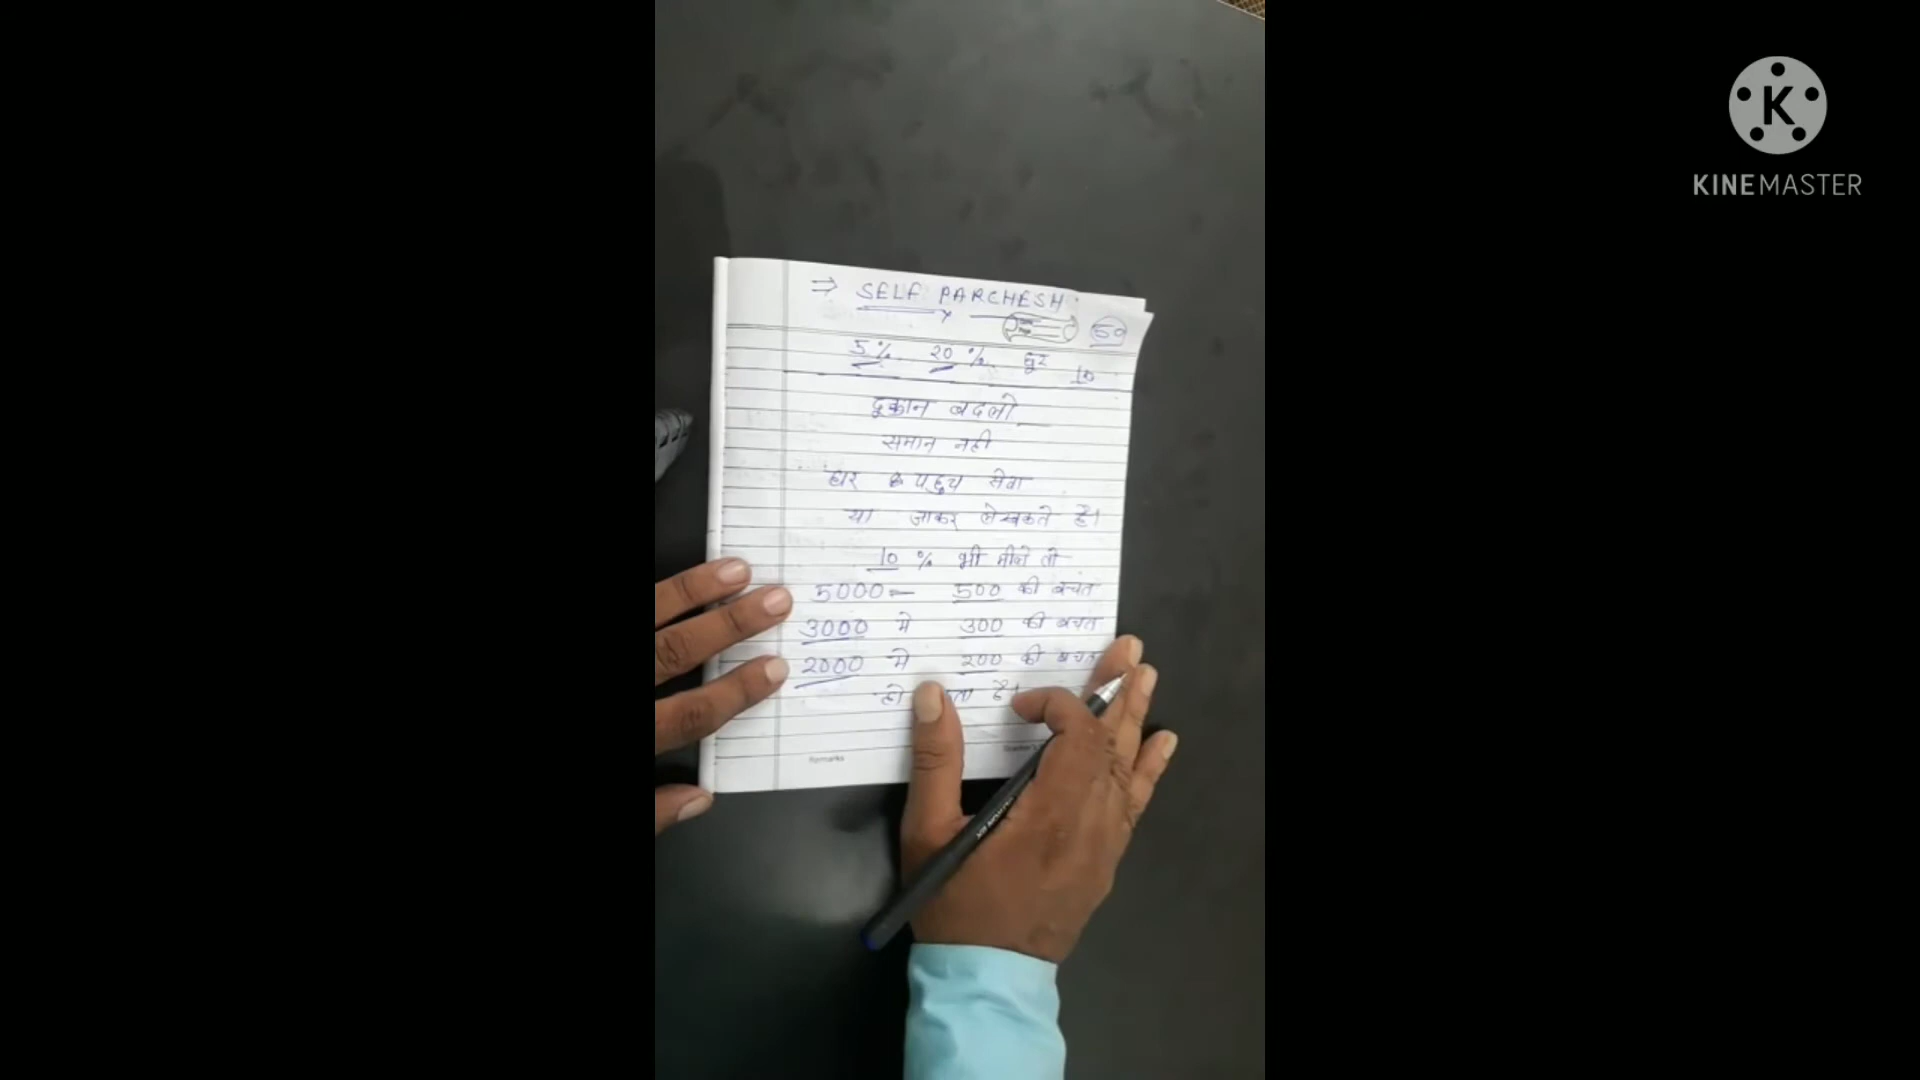 ⇒ SELF PARCHESH
50
5% 20% छुट 10
दुकान बदलो
समान नही
घर पहुच सेवा
या जाकर ले सकते है।
10 % भी मीले तो
5000 — 500 की बचत
3000 मे 300 की बचत
2000 मे 200 की बचत
हो ता है।
Remarks
KINEMASTER